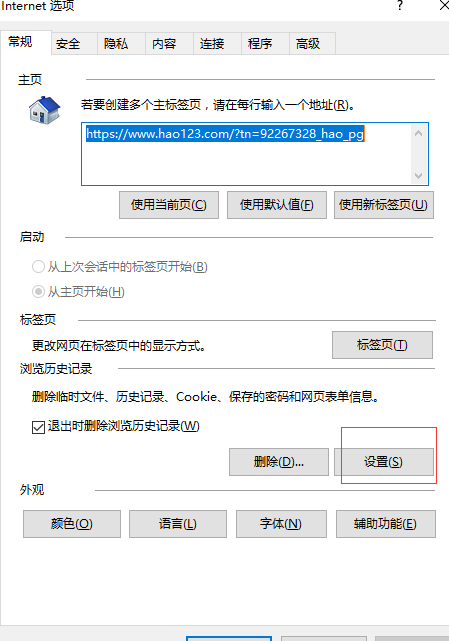 Internet 选项
?
常规 安全 隐私 内容 连接 程序 高级
主页
若要创建多个主标签页，请在每行输入一个地址(R)。
https://www.hao123.com/?tn=92267328_hao_pg
使用当前页(C) 使用默认值(F) 使用新标签页(U)
启动
从上次会话中的标签页开始(B)
从主页开始(H)
标签页
更改网页在标签页中的显示方式。 标签页(T)
浏览历史记录
删除临时文件、历史记录、Cookie、保存的密码和网页表单信息。
退出时删除浏览历史记录(W)
删除(D)... 设置(S)
外观
颜色(O) 语言(L) 字体(N) 辅助功能(E)